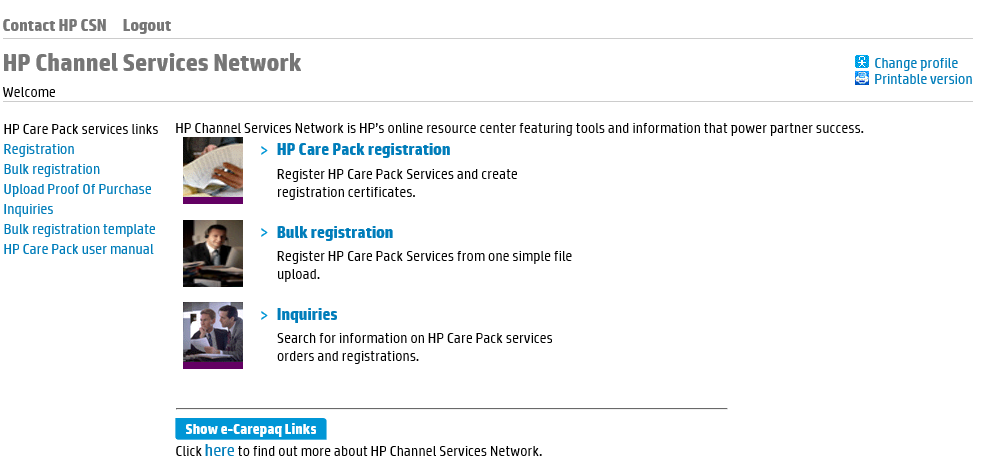 Contact HP CSN Logout
HP Channel Services Network
Change profile
Printable version
Welcome
HP Care Pack services links
Registration
Bulk registration
Upload Proof Of Purchase
Inquiries
Bulk registration template
HP Care Pack user manual
HP Channel Services Network is HP's online resource center featuring tools and information that power partner success.
> HP Care Pack registration
Register HP Care Pack Services and create
registration certificates.
> Bulk registration
Register HP Care Pack Services from one simple file
upload.
> Inquiries
Search for information on HP Care Pack services
orders and registrations.
Show e-Carepaq Links
Click here to find out more about HP Channel Services Network.